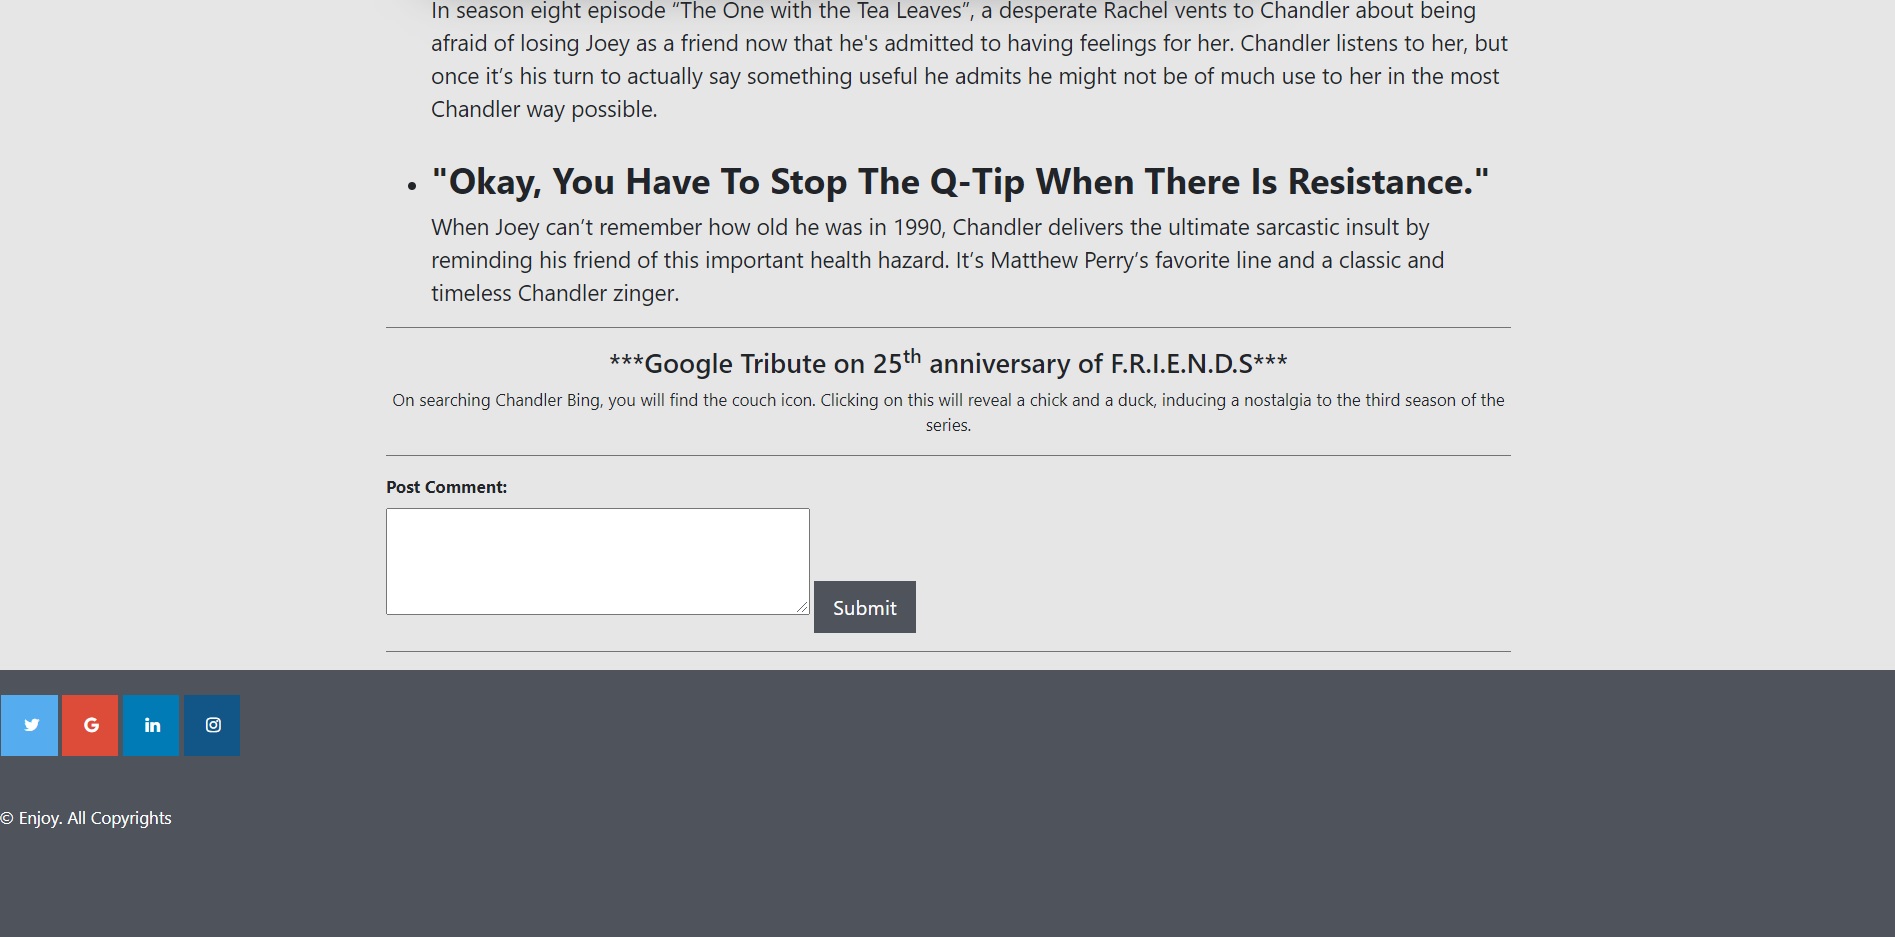 In season eight episode “The One with the Tea Leaves”, a desperate Rachel vents to Chandler about being
afraid of losing Joey as a friend now that he's admitted to having feelings for her. Chandler listens to her, but
once it’s his turn to actually say something useful he admits he might not be of much use to her in the most
Chandler way possible.
• "Okay, You Have To Stop The Q-Tip When There Is Resistance."
When Joey can’t remember how old he was in 1990, Chandler delivers the ultimate sarcastic insult by
reminding his friend of this important health hazard. It’s Matthew Perry’s favorite line and a classic and
timeless Chandler zinger.
***Google Tribute on 25th anniversary of F.R.I.E.N.D.S***
On searching Chandler Bing, you will find the couch icon. Clicking on this will reveal a chick and a duck, inducing a nostalgia to the third season of the
series.
Post Comment:
Submit
G in
© Enjoy. All Copyrights